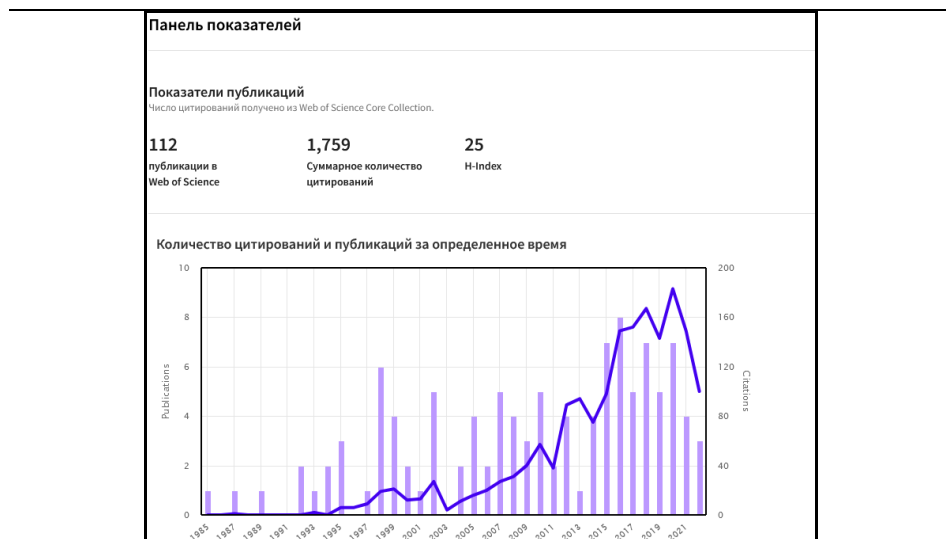 Панель показателей
Показатели публикаций
Число цитирований получено из Web of Science Core Collection.
112 1,759 25
публикации в Суммарное количество H-Index
Web of Science цитирований
Количество цитирований и публикаций за определенное время
10 200
8 160
6 120
Publications Citations
4 80
2 40
0 0
1985 1987 1989 1991 1993 1995 1997 1999 2001 2003 2005 2007 2009 2011 2013 2015 2017 2019 2021